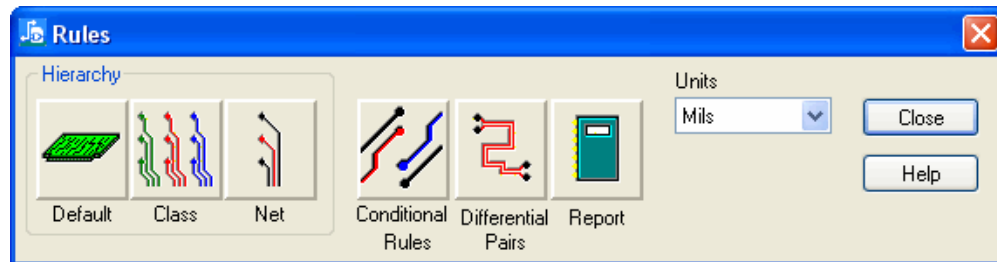 Rules
Hierarchy
Default
Class
Net
Conditional
Rules
Differential
Pairs
Report
Units
Mils
Close
Help